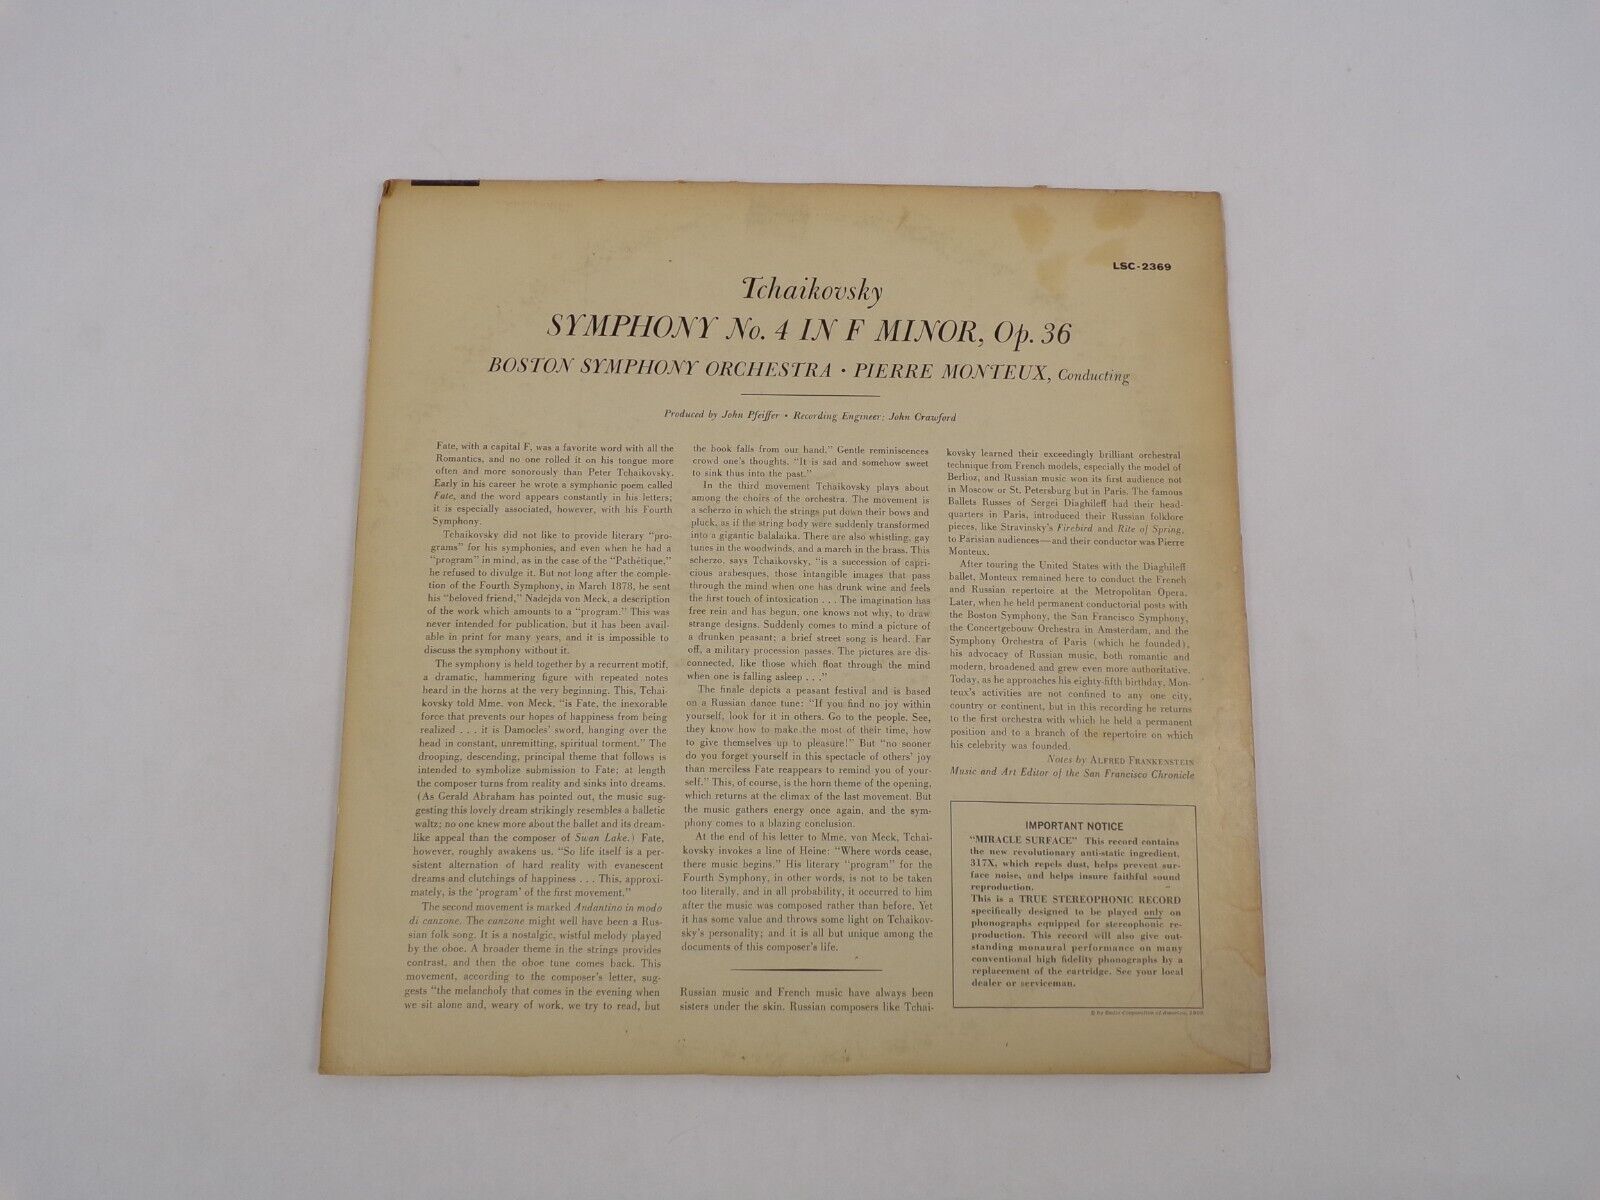 LSC-2369
Tchaikovsky
SYMPHONY No. 4 IN F MINOR, Op. 36
BOSTON SYMPHONY ORCHESTRA • PIERRE MONTEUX, Conducting
Produced by John Pfeiffer • Recording Engineer: John Crawford
Fate, with a capital F, was a favorite word with all the
Romantics, and no one rolled it on his tongue more
often and more sonorously than Peter Tchaikovsky.
Early in his career he wrote a symphonic poem called
Fate, and the word appears constantly in his letters;
it is especially associated, however, with his Fourth
Symphony.
Tchaikovsky did not like to provide literary “pro-
grams” for his symphonies, and even when he had a
“program” in mind, as in the case of the “Pathétique,”
he refused to divulge it. But not long after the comple-
tion of the Fourth Symphony, in March 1878, he sent
his “beloved friend,” Nadejda von Meck, a description
of the work which amounts to a “program.” This was
never intended for publication, but it has been avail-
able in print for many years, and it is impossible to
discuss the symphony without it.
The symphony is held together by a recurrent motif,
a dramatic, hammering figure with repeated notes
heard in the horns at the very beginning. This, Tchai-
kovsky told Mme. von Meck, “is Fate, the inexorable
force that prevents our hopes of happiness from being
realized . . . it is Damocles’ sword, hanging over the
head in constant, unremitting, spiritual torment.” The
drooping, descending, principal theme that follows is
intended to symbolize submission to Fate; at length
the composer turns from reality and sinks into dreams.
(As Gerald Abraham has pointed out, the music sug-
gesting this lovely dream strikingly resembles a balletic
waltz; no one knew more about the ballet and its dream-
like appeal than the composer of Swan Lake.) Fate,
however, roughly awakens us. “So life itself is a per-
sistent alternation of hard reality with evanescent
dreams and clutchings of happiness . . . This, approxi-
mately, is the ‘program’ of the first movement.”
The second movement is marked Andantino in modo
di canzone. The canzone might well have been a Rus-
sian folk song. It is a nostalgic, wistful melody played
by the oboe. A broader theme in the strings provides
contrast, and then the oboe tune comes back. This
movement, according to the composer’s letter, sug-
gests “the melancholy that comes in the evening when
we sit alone and, weary of work, we try to read, but
the book falls from our hand.” Gentle reminiscences
crowd one’s thoughts. “It is sad and somehow sweet
to sink thus into the past.”
In the third movement Tchaikovsky plays about
among the choirs of the orchestra. The movement is
a scherzo in which the strings put down their bows and
pluck, as if the string body were suddenly transformed
into a gigantic balalaika. There are also whistling, gay
tunes in the woodwinds, and a march in the brass. This
scherzo, says Tchaikovsky, “is a succession of capri-
cious arabesques, those intangible images that pass
through the mind when one has drunk wine and feels
the first touch of intoxication . . . The imagination has
free rein and has begun, one knows not why, to draw
strange designs. Suddenly comes to mind a picture of
a drunken peasant; a brief street song is heard. Far
off, a military procession passes. The pictures are dis-
connected, like those which float through the mind
when one is falling asleep . . .”
The finale depicts a peasant festival and is based
on a Russian dance tune: “If you find no joy within
yourself, look for it in others. Go to the people. See,
they know how to make the most of their time, how
to give themselves up to pleasure!” But “no sooner
do you forget yourself in this spectacle of others’ joy
than merciless Fate reappears to remind you of your-
self.” This, of course, is the horn theme of the opening,
which returns at the climax of the last movement. But
the music gathers energy once again, and the sym-
phony comes to a blazing conclusion.
At the end of his letter to Mme. von Meck, Tchai-
kovsky invokes a line of Heine: “Where words cease,
there music begins.” His literary “program” for the
Fourth Symphony, in other words, is not to be taken
too literally, and in all probability, it occurred to him
after the music was composed rather than before. Yet
it has some value and throws some light on Tchaikov-
sky’s personality; and it is all but unique among the
documents of this composer’s life.
Russian music and French music have always been
sisters under the skin. Russian composers like Tchai-
kovsky learned their exceedingly brilliant orchestral
technique from French models, especially the model of
Berlioz, and Russian music won its first audience not
in Moscow or St. Petersburg but in Paris. The famous
Ballets Russes of Sergei Diaghileff had their head-
quarters in Paris, introduced their Russian folklore
pieces, like Stravinsky’s Firebird and Rite of Spring,
to Parisian audiences—and their conductor was Pierre
Monteux.
After touring the United States with the Diaghileff
ballet, Monteux remained here to conduct the French
and Russian repertoire at the Metropolitan Opera.
Later, when he held permanent conductorial posts with
the Boston Symphony, the San Francisco Symphony,
the Concertgebouw Orchestra in Amsterdam, and the
Symphony Orchestra of Paris (which he founded),
his advocacy of Russian music, both romantic and
modern, broadened and grew even more authoritative.
Today, as he approaches his eighty-fifth birthday, Mon-
teux’s activities are not confined to any one city,
country or continent, but in this recording he returns
to the first orchestra with which he held a permanent
position and to a branch of the repertoire on which
his celebrity was founded.
Notes by ALFRED FRANKENSTEIN
Music and Art Editor of the San Francisco Chronicle
IMPORTANT NOTICE
“MIRACLE SURFACE” This record contains
the new revolutionary anti-static ingredient,
317X, which repels dust, helps prevent sur-
face noise, and helps insure faithful sound
reproduction.
This is a TRUE STEREOPHONIC RECORD
specifically designed to be played only on
phonographs equipped for stereophonic re-
production. This record will also give out-
standing monaural performance on many
conventional high fidelity phonographs by a
replacement of the cartridge. See your local
dealer or serviceman.
© by Radio Corporation of America,